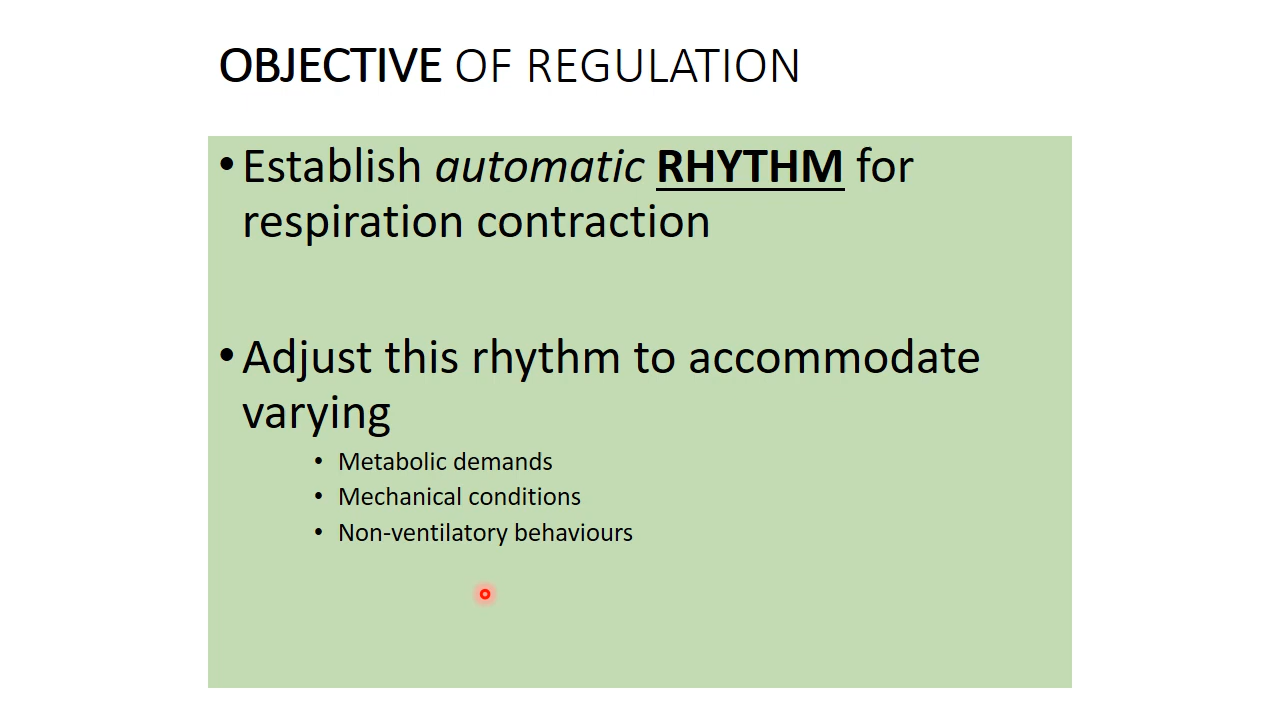 OBJECTIVE OF REGULATION
• Establish automatic RHYTHM for
respiration contraction
• Adjust this rhythm to accommodate
varying
• Metabolic demands
• Mechanical conditions
• Non-ventilatory behaviours